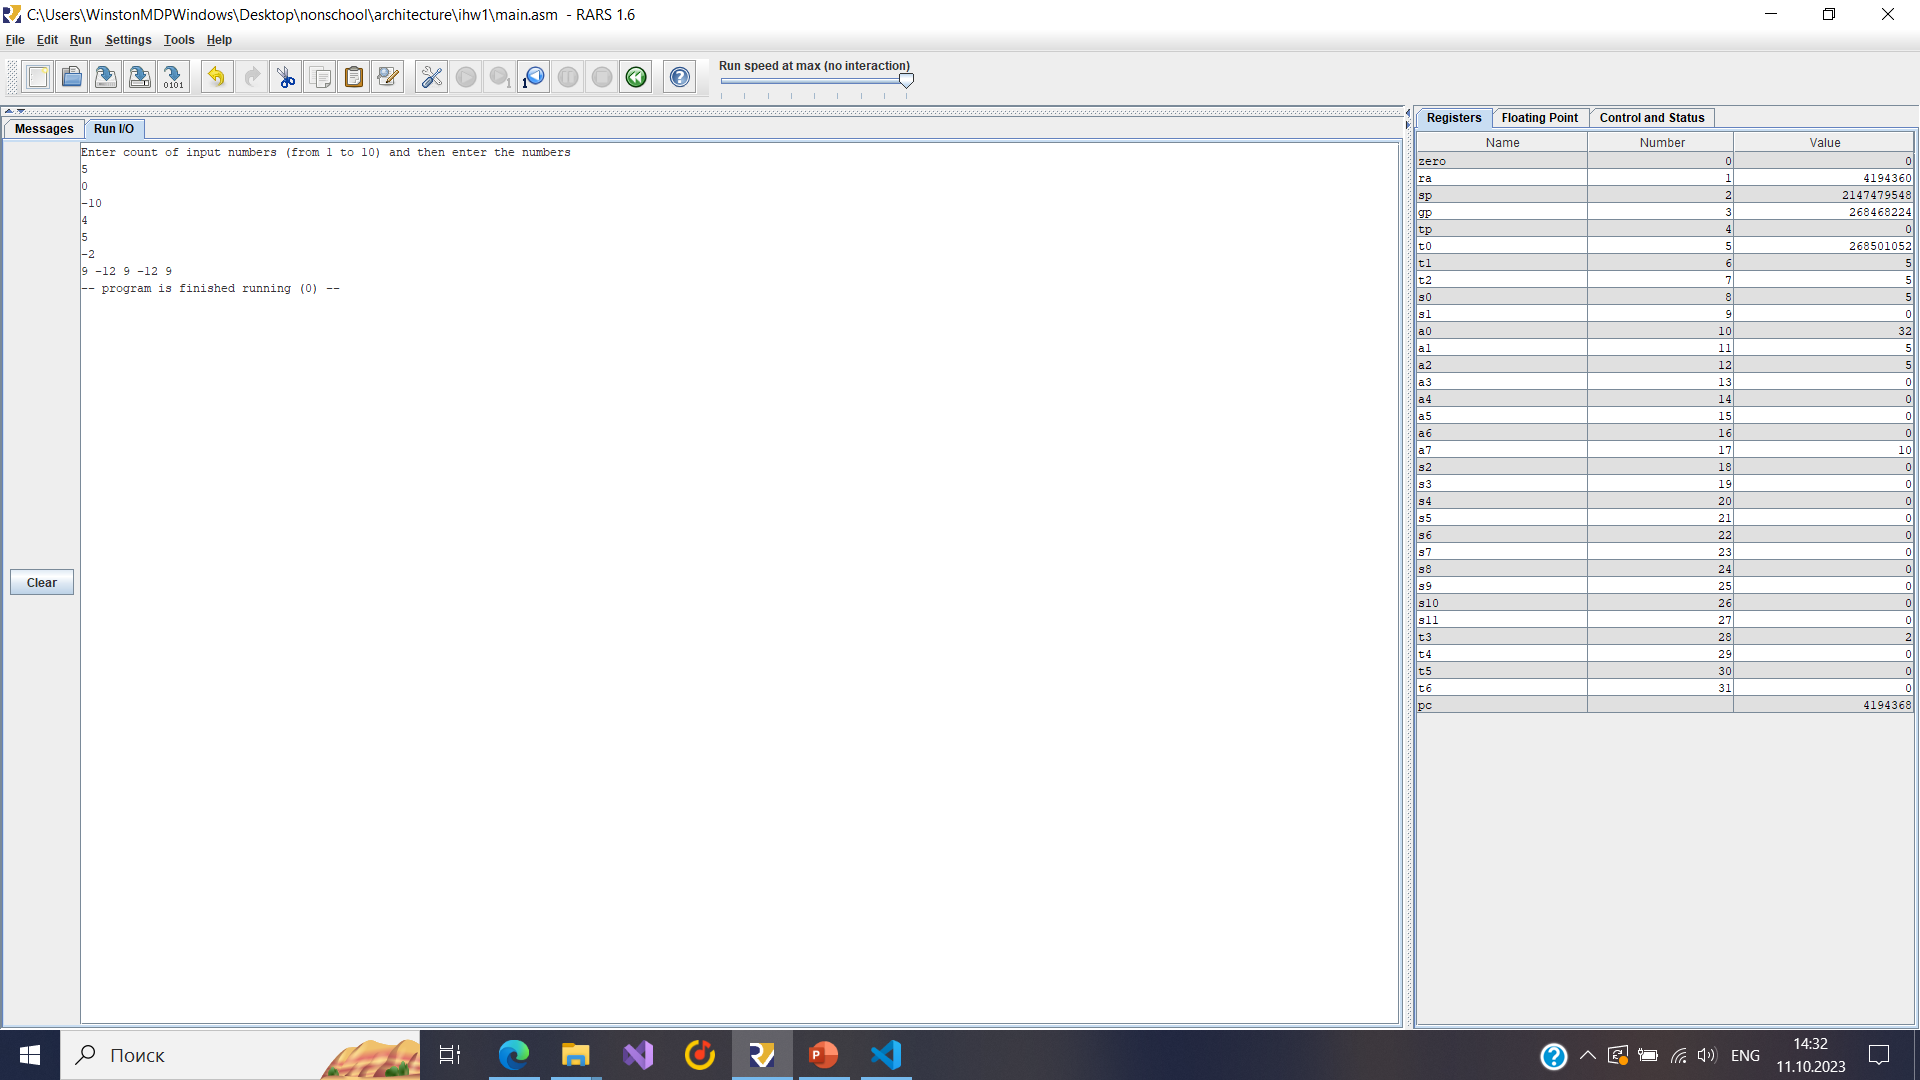 C:\Users\WinstonMDPWindows\Desktop\nonschool\architecture\ihw1\main.asm - RARS 1.6
File Edit Run Settings Tools Help
Run speed at max (no interaction)
0101
1
1
Messages Run I/O
Enter count of input numbers (from 1 to 10) and then enter the numbers
5
0
-10
4
5
-2
9 -12 9 -12 9
-- program is finished running (0) --
Clear
Registers Floating Point Control and Status
Name Number Value
zero 0 0
ra 1 4194360
sp 2 2147479548
gp 3 268468224
tp 4 0
t0 5 268501052
t1 6 5
t2 7 5
s0 8 5
s1 9 0
a0 10 32
a1 11 5
a2 12 5
a3 13 0
a4 14 0
a5 15 0
a6 16 0
a7 17 10
s2 18 0
s3 19 0
s4 20 0
s5 21 0
s6 22 0
s7 23 0
s8 24 0
s9 25 0
s10 26 0
s11 27 0
t3 28 2
t4 29 0
t5 30 0
t6 31 0
pc 4194368
Поиск
ENG
14:32
11.10.2023